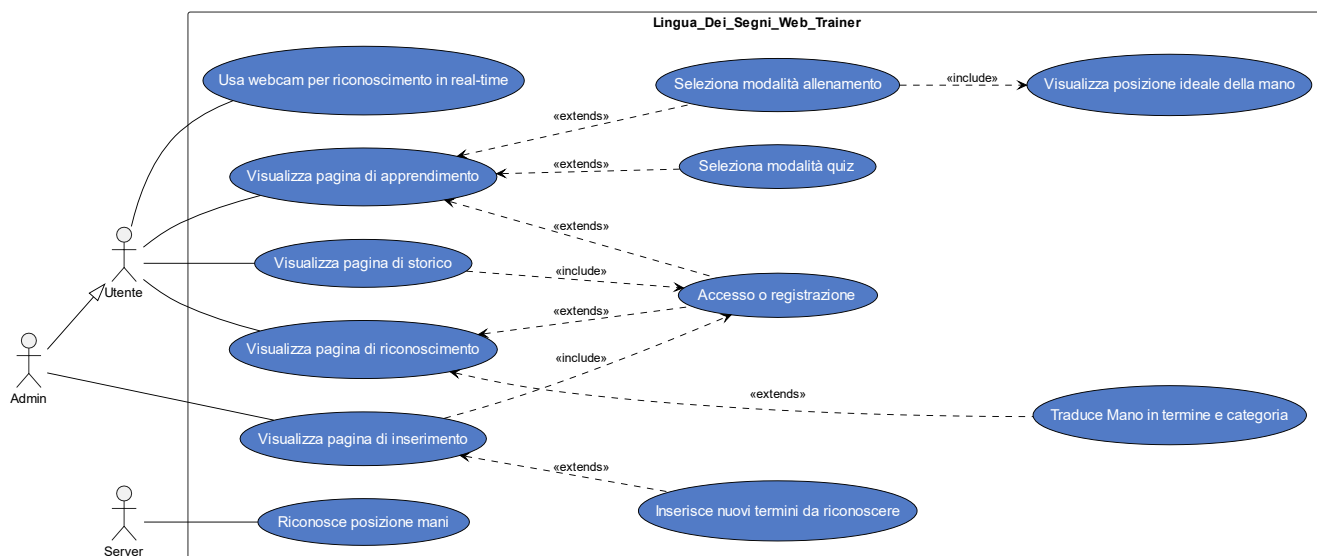 Lingua_Dei_Segni_Web_Trainer
Usa webcam per riconoscimento in real-time
Seleziona modalità allenamento
«include»
Visualizza posizione ideale della mano
«extends»
Visualizza pagina di apprendimento
«extends»
Seleziona modalità quiz
«extends»
Utente
Visualizza pagina di storico
«include»
Accesso o registrazione
«extends»
Visualizza pagina di riconoscimento
«include»
Admin
«extends»
Traduce Mano in termine e categoria
Visualizza pagina di inserimento
«extends»
Inserisce nuovi termini da riconoscere
Riconosce posizione mani
Server